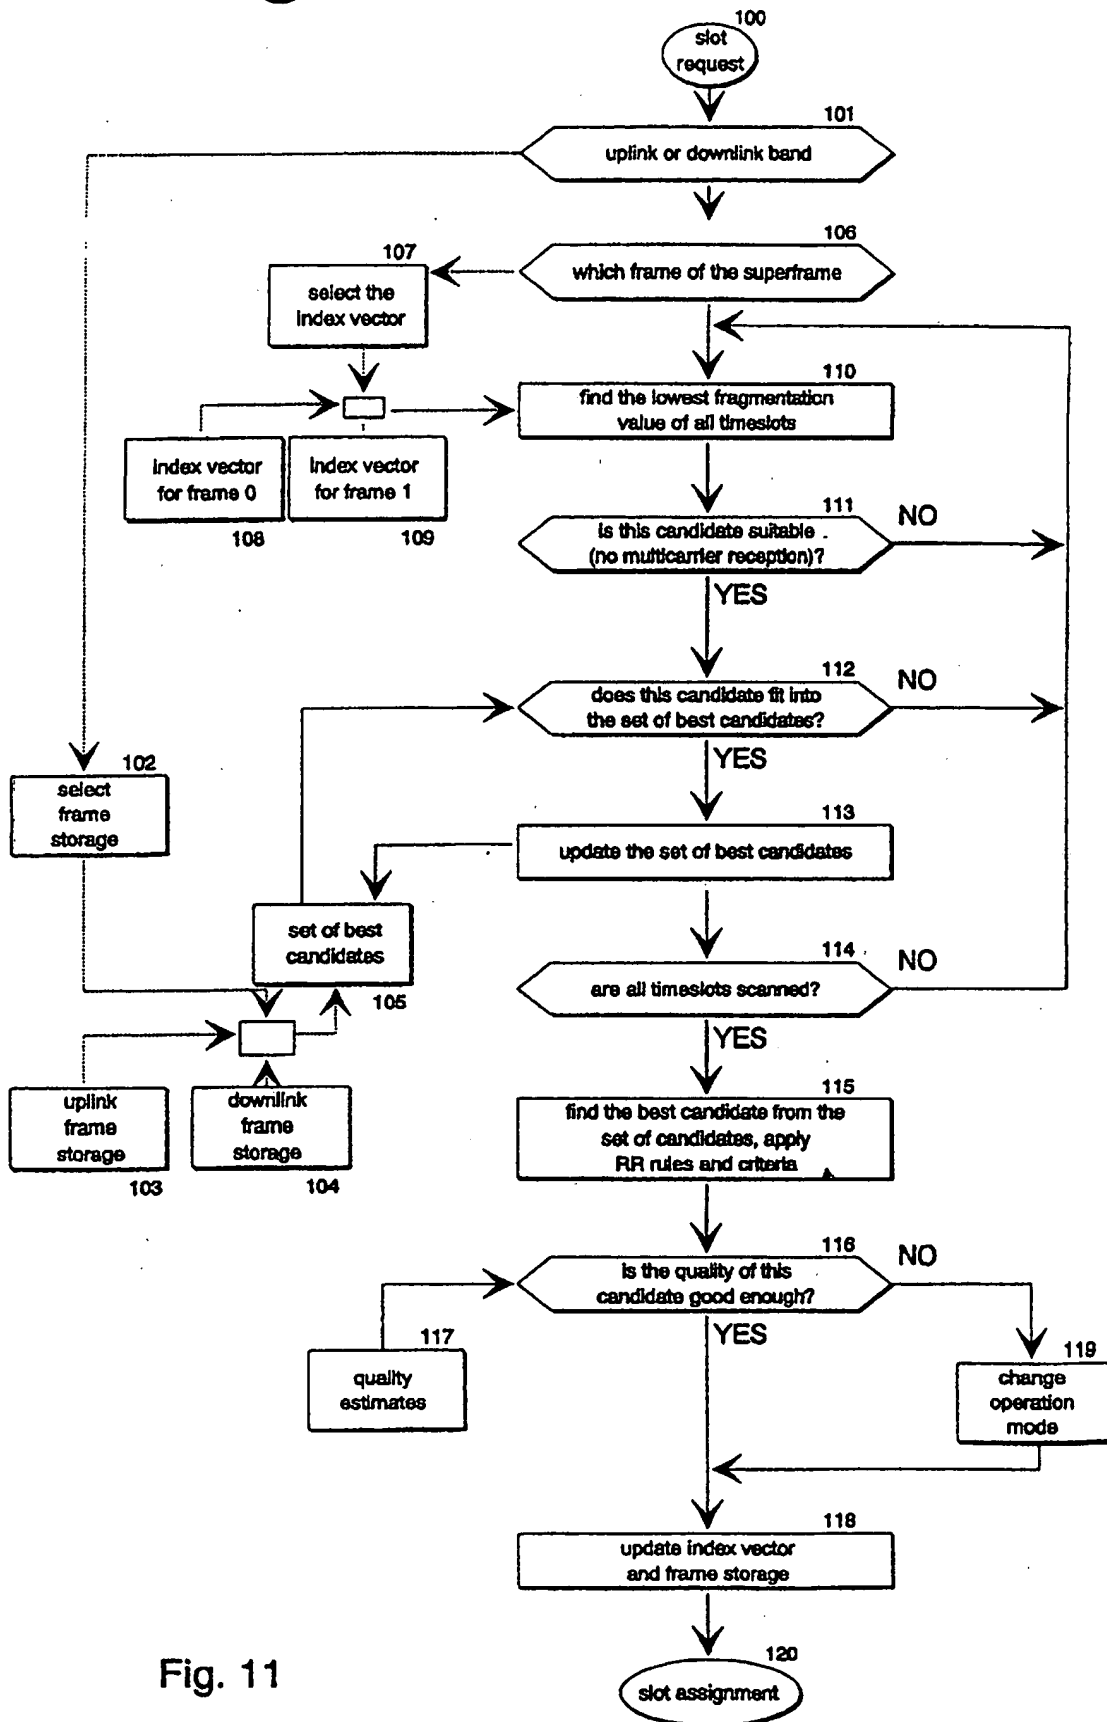 100
slot
request
101
uplink or downlink band
106
which frame of the superframe
107
select the
index vector
110
find the lowest fragmentation
value of all timeslots
index vector
for frame 0
108
index vector
for frame 1
109
111
is this candidate suitable
(no multicarrier reception)?
NO
YES
112
does this candidate fit into
the set of best candidates?
NO
YES
102
select
frame
storage
113
update the set of best candidates
set of best
candidates
105
114
are all timeslots scanned?
NO
YES
uplink
frame
storage
103
downlink
frame
storage
104
115
find the best candidate from the
set of candidates, apply
RR rules and criteria
116
is the quality of this
candidate good enough?
NO
YES
117
quality
estimates
119
change
operation
mode
118
update index vector
and frame storage
120
slot assignment
Fig. 11